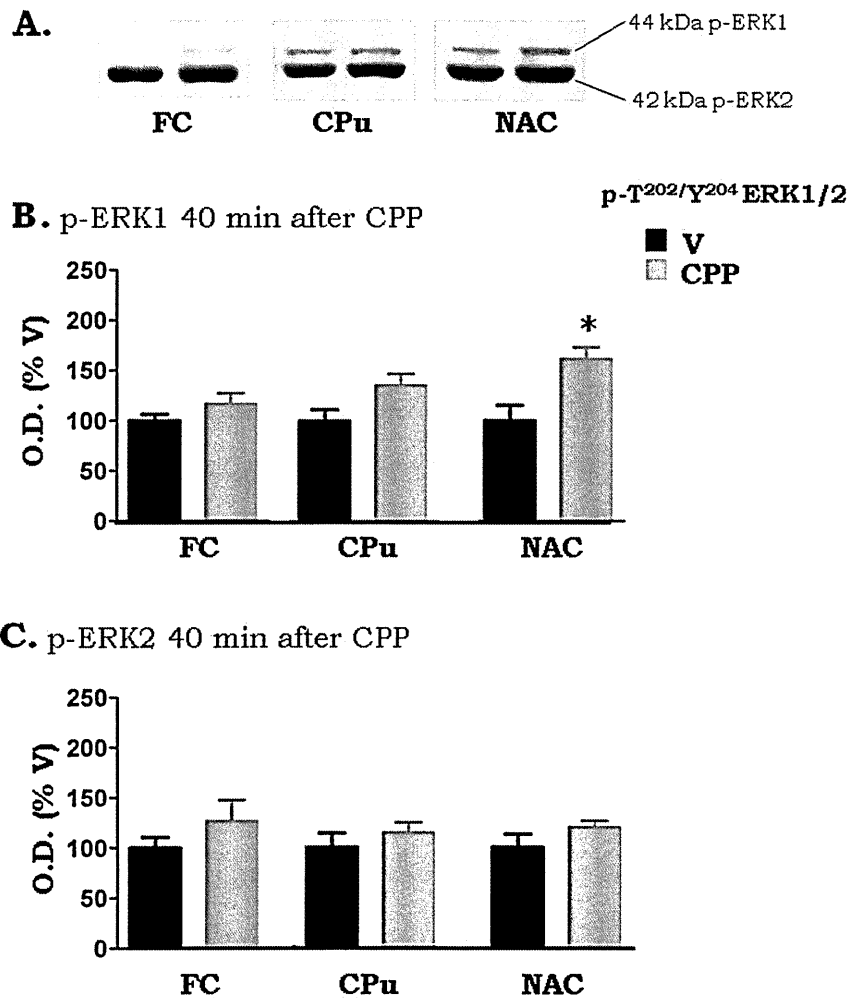 A.
44 kDa p-ERK1
42 kDa p-ERK2
FC CPu NAC
p-T202/Y204 ERK1/2
V
CPP
B. p-ERK1 40 min after CPP
O.D. (% V)
250
200
150
100
50
0
*
FC CPu NAC
C. p-ERK2 40 min after CPP
O.D. (% V)
250
200
150
100
50
0
FC CPu NAC